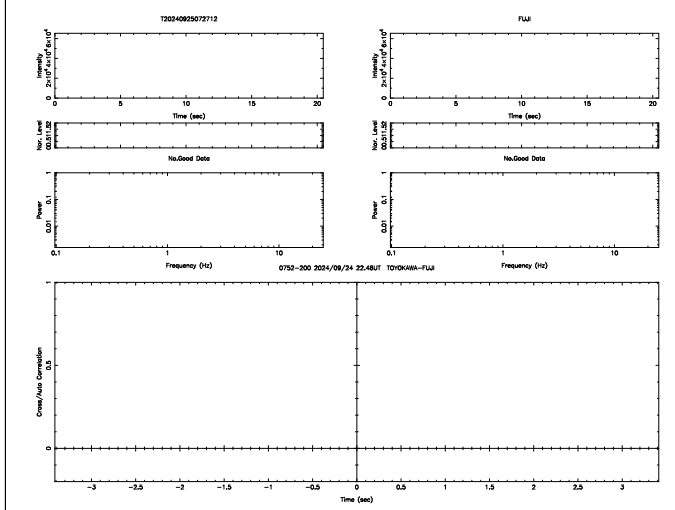 T20240925072712 FUJI
Intensity 0 2×10⁴ 4×10⁴ 6×10⁴ Intensity 0 2×10⁴ 4×10⁴ 6×10⁴
0 5 10 15 20 0 5 10 15 20
Time (sec) Time (sec)
Nor. Level 0 0.5 1 1.5 2 Nor. Level 0 0.5 1 1.5 2
No.Good Data No.Good Data
Power 0.01 0.1 1 Power 0.01 0.1 1
0.1 1 10 0.1 1 10
Frequency (Hz) Frequency (Hz)
0752-200 2024/09/24 22.48UT TOYOKAWA-FUJI
Cross/Auto Correlation 0 0.5 1
-3 -2.5 -2 -1.5 -1 -0.5 0 0.5 1 1.5 2 2.5 3
Time (sec)